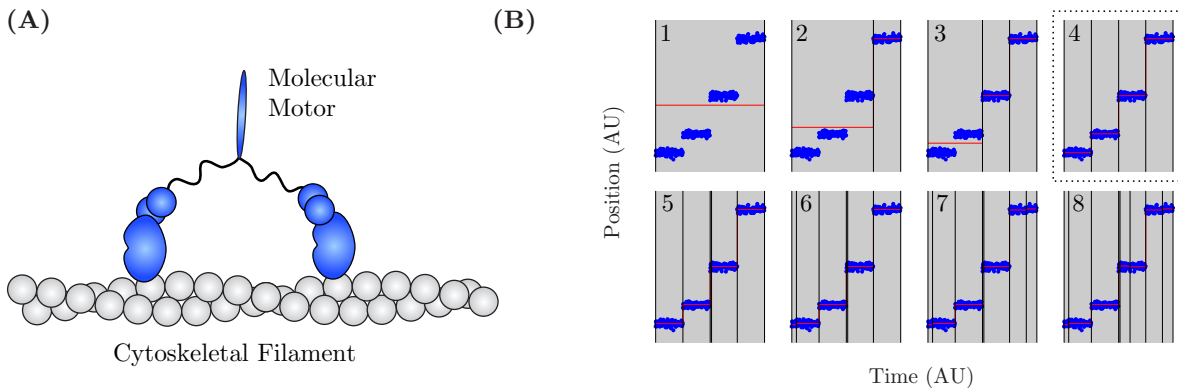 (A)
Molecular
Motor
Cytoskeletal Filament
(B)
Position (AU)
1
2
3
4
5
6
7
8
Time (AU)